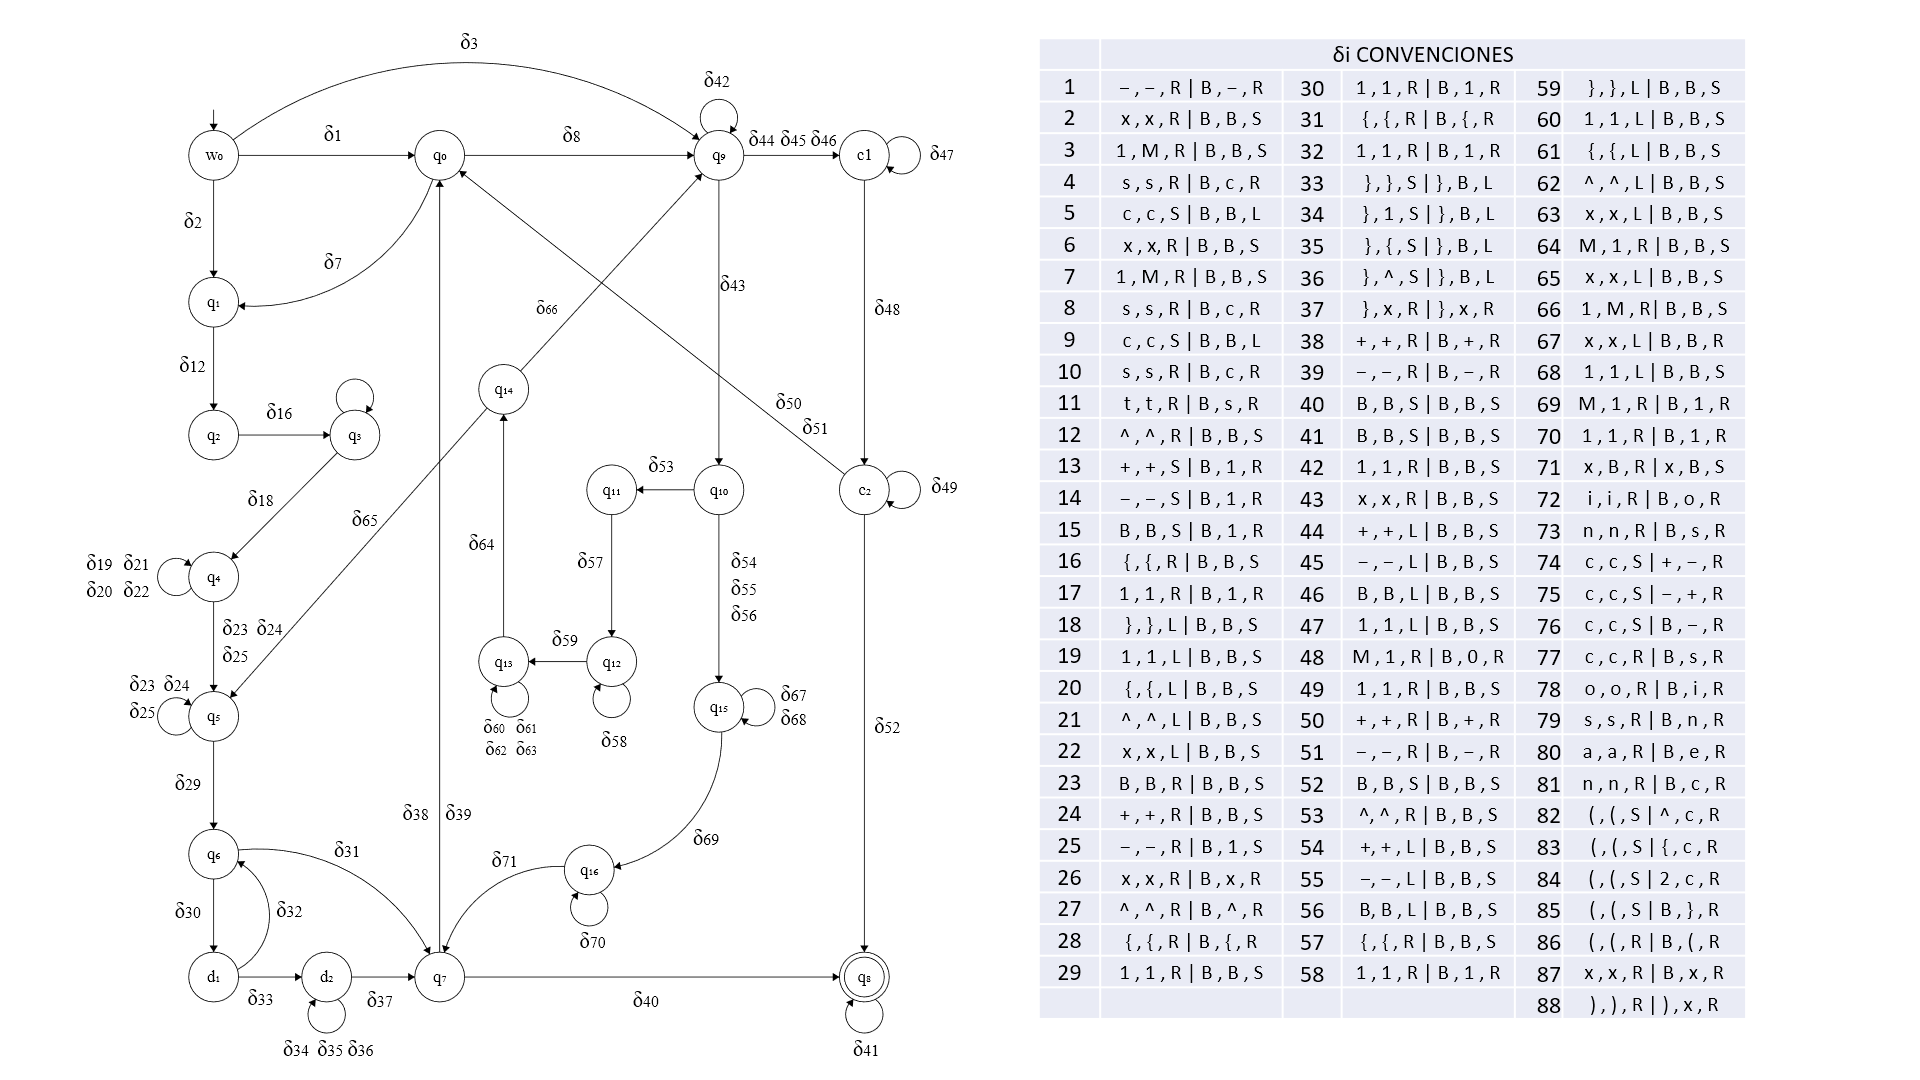 δ3
δ42
w₀
δ1
q₀
δ8
q₉
δ44 δ45 δ46
c1
δ47
δ2
δ7
δ43
q₁
δ66
δ48
δ12
q₁₄
δ50
δ51
q₂
δ16
q₃
δ53
q₁₁
q₁₀
c₂
δ49
δ18
δ65
δ64
δ57
δ54
δ55
δ56
δ19 δ21
δ20 δ22
q₄
δ23 δ24
δ25
q₁₃
δ59
q₁₂
δ23 δ24
δ25
q₅
δ60 δ61
δ62 δ63
δ58
q₁₅
δ67
δ68
δ52
δ29
δ38 δ39
δ69
q₆
δ31
δ71
q₁₆
δ30
δ32
δ70
d₁
δ33
d₂
δ37
q₇
δ40
q₈
δ34 δ35 δ36
δ41
δi CONVENCIONES
1 −,−,R|B,−,R 30 1,1,R|B,1,R 59 },},L|B,B,S
2 x,x,R|B,B,S 31 {,{,R|B,{,R 60 1,1,L|B,B,S
3 1,M,R|B,B,S 32 1,1,R|B,1,R 61 {,{,L|B,B,S
4 s,s,R|B,c,R 33 },},S|},B,L 62 ^,^,L|B,B,S
5 c,c,S|B,B,L 34 },1,S|},B,L 63 x,x,L|B,B,S
6 x,x,R|B,B,S 35 },{,S|},B,L 64 M,1,R|B,B,S
7 1,M,R|B,B,S 36 },^,S|},B,L 65 x,x,L|B,B,S
8 s,s,R|B,c,R 37 },x,R|},x,R 66 1,M,R|B,B,S
9 c,c,S|B,B,L 38 +,+,R|B,+,R 67 x,x,L|B,B,R
10 s,s,R|B,c,R 39 −,−,R|B,−,R 68 1,1,L|B,B,S
11 t,t,R|B,s,R 40 B,B,S|B,B,S 69 M,1,R|B,1,R
12 ^,^,R|B,B,S 41 B,B,S|B,B,S 70 1,1,R|B,1,R
13 +,+,S|B,1,R 42 1,1,R|B,B,S 71 x,B,R|x,B,S
14 −,−,S|B,1,R 43 x,x,R|B,B,S 72 i,i,R|B,o,R
15 B,B,S|B,1,R 44 +,+,L|B,B,S 73 n,n,R|B,s,R
16 {,{,R|B,B,S 45 −,−,L|B,B,S 74 c,c,S|+,−,R
17 1,1,R|B,1,R 46 B,B,L|B,B,S 75 c,c,S|−,+,R
18 },},L|B,B,S 47 1,1,L|B,B,S 76 c,c,S|B,−,R
19 1,1,L|B,B,S 48 M,1,R|B,0,R 77 c,c,R|B,s,R
20 {,{,L|B,B,S 49 1,1,R|B,B,S 78 o,o,R|B,i,R
21 ^,^,L|B,B,S 50 +,+,R|B,+,R 79 s,s,R|B,n,R
22 x,x,L|B,B,S 51 −,−,R|B,−,R 80 a,a,R|B,e,R
23 B,B,R|B,B,S 52 B,B,S|B,B,S 81 n,n,R|B,c,R
24 +,+,R|B,B,S 53 ^,^,R|B,B,S 82 (,(,S|^,c,R
25 −,−,R|B,1,S 54 +,+,L|B,B,S 83 (,(,S|{,c,R
26 x,x,R|B,x,R 55 −,−,L|B,B,S 84 (,(,S|2,c,R
27 ^,^,R|B,^,R 56 B,B,L|B,B,S 85 (,(,S|B,},R
28 {,{,R|B,{,R 57 {,{,R|B,B,S 86 (,(,R|B,(,R
29 1,1,R|B,B,S 58 1,1,R|B,1,R 87 x,x,R|B,x,R
88 ),),R|),x,R